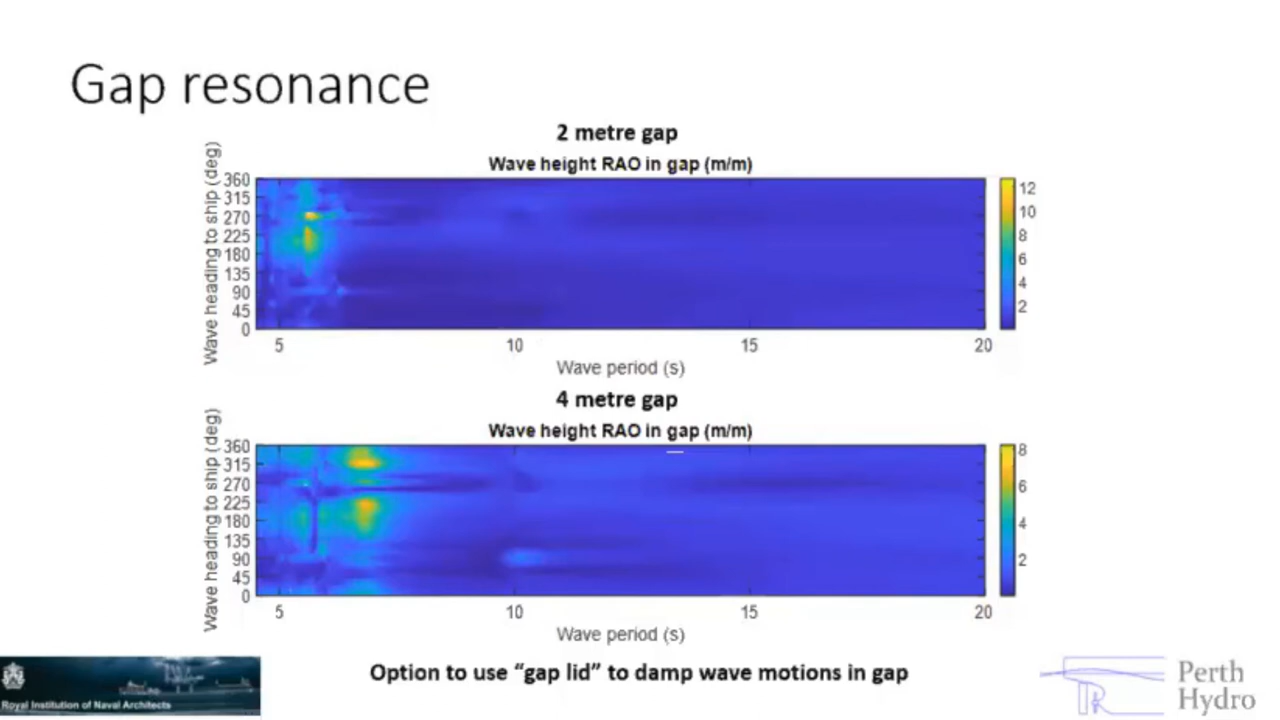 Gap resonance
2 metre gap
Wave height RAO in gap (m/m)
Wave heading to ship (deg)
360
315
270
225
180
135
90
45
0
5
10
15
20
Wave period (s)
12
10
8
6
4
2
4 metre gap
Wave height RAO in gap (m/m)
Wave heading to ship (deg)
360
315
270
225
180
135
90
45
0
5
10
15
20
Wave period (s)
8
6
4
2
Option to use “gap lid” to damp wave motions in gap
Royal Institution of Naval Architects
Perth
Hydro